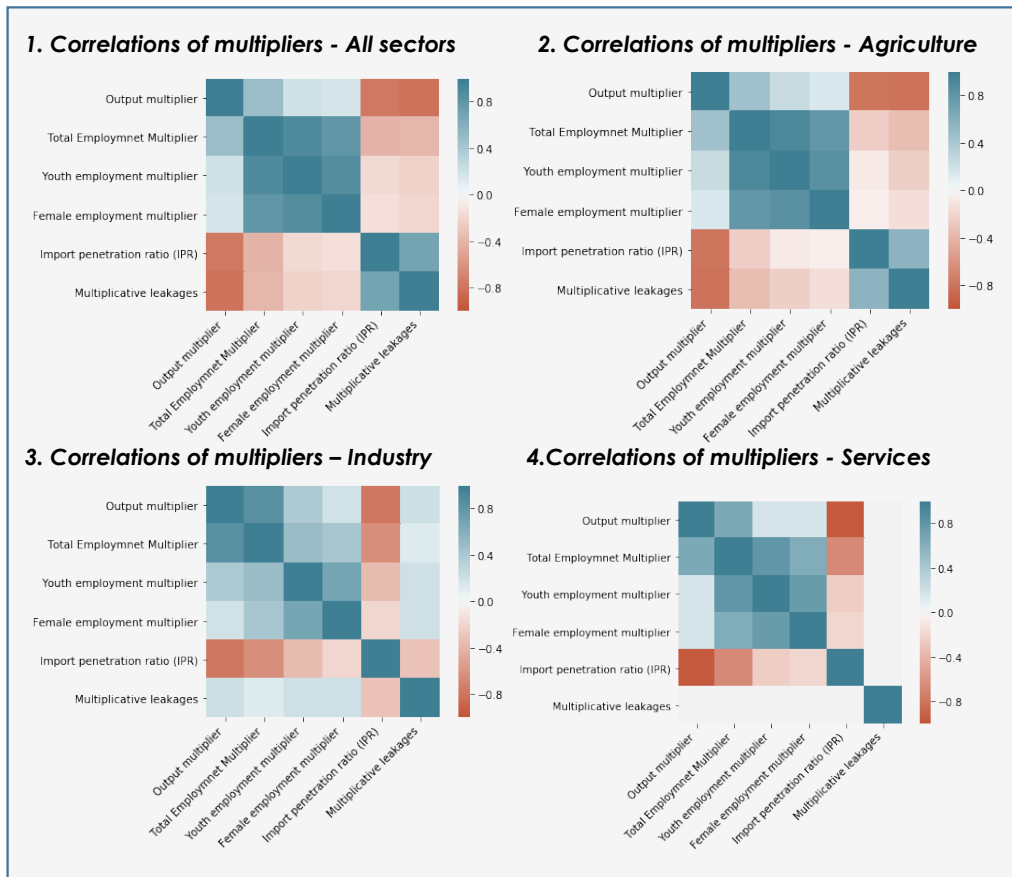 1. Correlations of multipliers - All sectors
Output multiplier
Total Employmnet Multiplier
Youth employment multiplier
Female employment multiplier
Import penetration ratio (IPR)
Multiplicative leakages
0.8
0.4
0.0
−0.4
−0.8
Output multiplier
Total Employmnet Multiplier
Youth employment multiplier
Female employment multiplier
Import penetration ratio (IPR)
Multiplicative leakages
2. Correlations of multipliers - Agriculture
Output multiplier
Total Employmnet Multiplier
Youth employment multiplier
Female employment multiplier
Import penetration ratio (IPR)
Multiplicative leakages
0.8
0.4
0.0
−0.4
−0.8
Output multiplier
Total Employmnet Multiplier
Youth employment multiplier
Female employment multiplier
Import penetration ratio (IPR)
Multiplicative leakages
3. Correlations of multipliers – Industry
Output multiplier
Total Employmnet Multiplier
Youth employment multiplier
Female employment multiplier
Import penetration ratio (IPR)
Multiplicative leakages
0.8
0.4
0.0
−0.4
−0.8
Output multiplier
Total Employmnet Multiplier
Youth employment multiplier
Female employment multiplier
Import penetration ratio (IPR)
Multiplicative leakages
4.Correlations of multipliers - Services
Output multiplier
Total Employmnet Multiplier
Youth employment multiplier
Female employment multiplier
Import penetration ratio (IPR)
Multiplicative leakages
0.8
0.4
0.0
−0.4
−0.8
Output multiplier
Total Employmnet Multiplier
Youth employment multiplier
Female employment multiplier
Import penetration ratio (IPR)
Multiplicative leakages